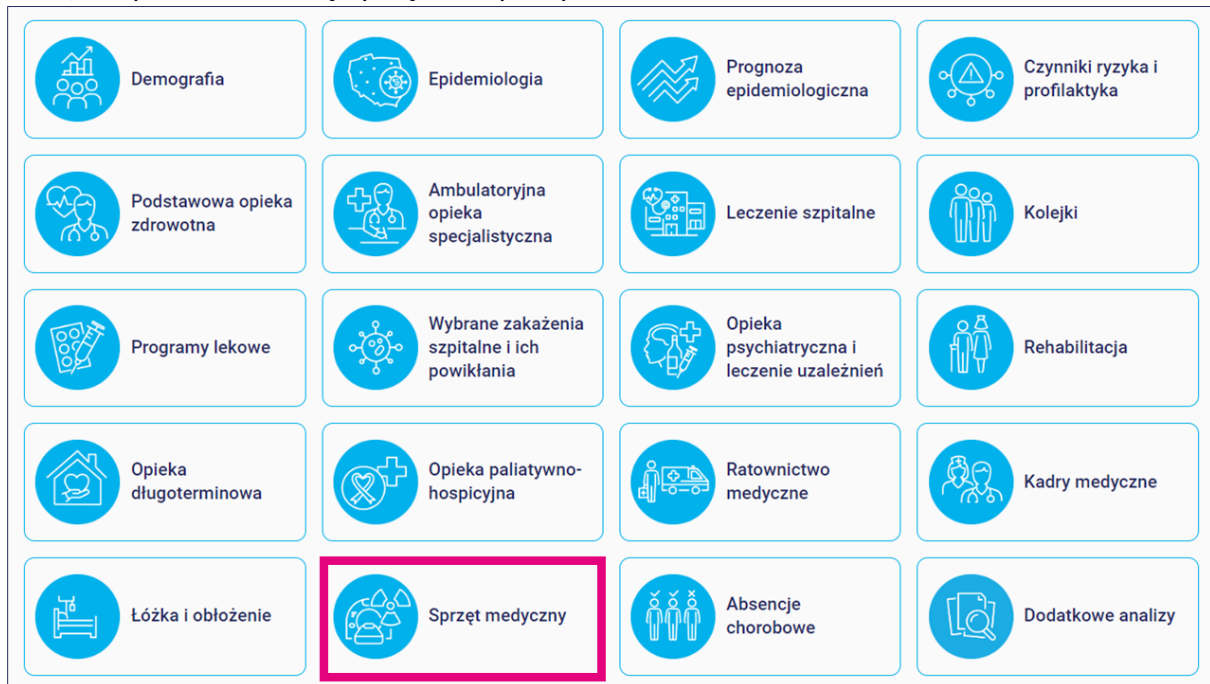 Demografia
Epidemiologia
Prognoza
epidemiologiczna
Czynniki ryzyka i
profilaktyka
Podstawowa opieka
zdrowotna
Ambulatoryjna
opieka
specjalistyczna
Leczenie szpitalne
Kolejki
Programy lekowe
Wybrane zakażenia
szpitalne i ich
powikłania
Opieka
psychiatryczna i
leczenie uzależnień
Rehabilitacja
Opieka
długoterminowa
Opieka paliatywno-
hospicyjna
Ratownictwo
medyczne
Kadry medyczne
Łóżka i obłożenie
Sprzęt medyczny
Absencje
chorobowe
Dodatkowe analizy